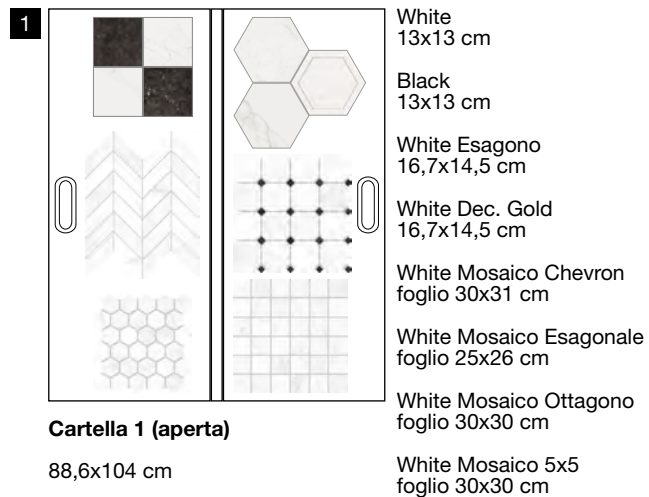 1
White
13x13 cm
Black
13x13 cm
White Esagono
16,7x14,5 cm
White Dec. Gold
16,7x14,5 cm
White Mosaico Chevron
foglio 30x31 cm
White Mosaico Esagonale
foglio 25x26 cm
White Mosaico Ottagono
foglio 30x30 cm
White Mosaico 5x5
foglio 30x30 cm
Cartella 1 (aperta)
88,6x104 cm